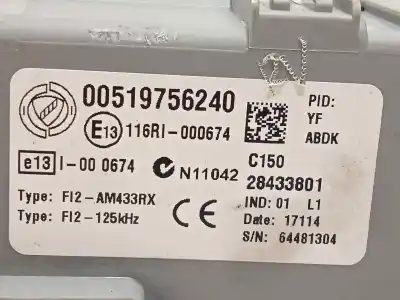 00519756240
PID:
YF
ABDK
E13 116RI-000674
e13 I-00 0674
N11042
C150
28433801
Type: FI2-AM433RX
IND: 01 L1
Type: FI2-125kHz
CE
Date: 17114
S/N: 64481304